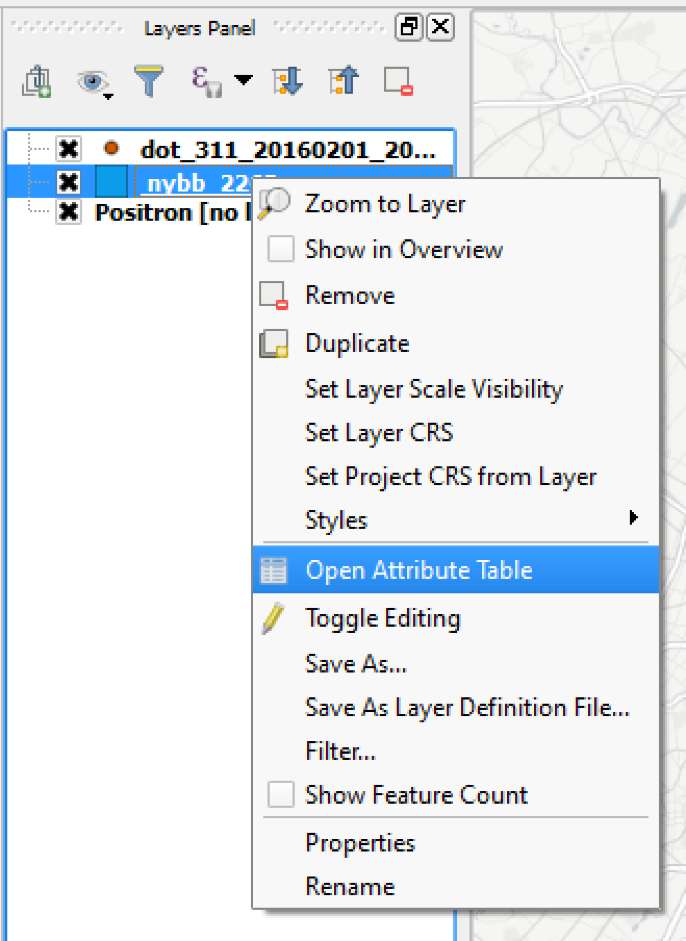 Layers Panel
dot_311_20160201_20...
nybb_22
Positron [no l
Zoom to Layer
Show in Overview
Remove
Duplicate
Set Layer Scale Visibility
Set Layer CRS
Set Project CRS from Layer
Styles
Open Attribute Table
Toggle Editing
Save As...
Save As Layer Definition File...
Filter...
Show Feature Count
Properties
Rename